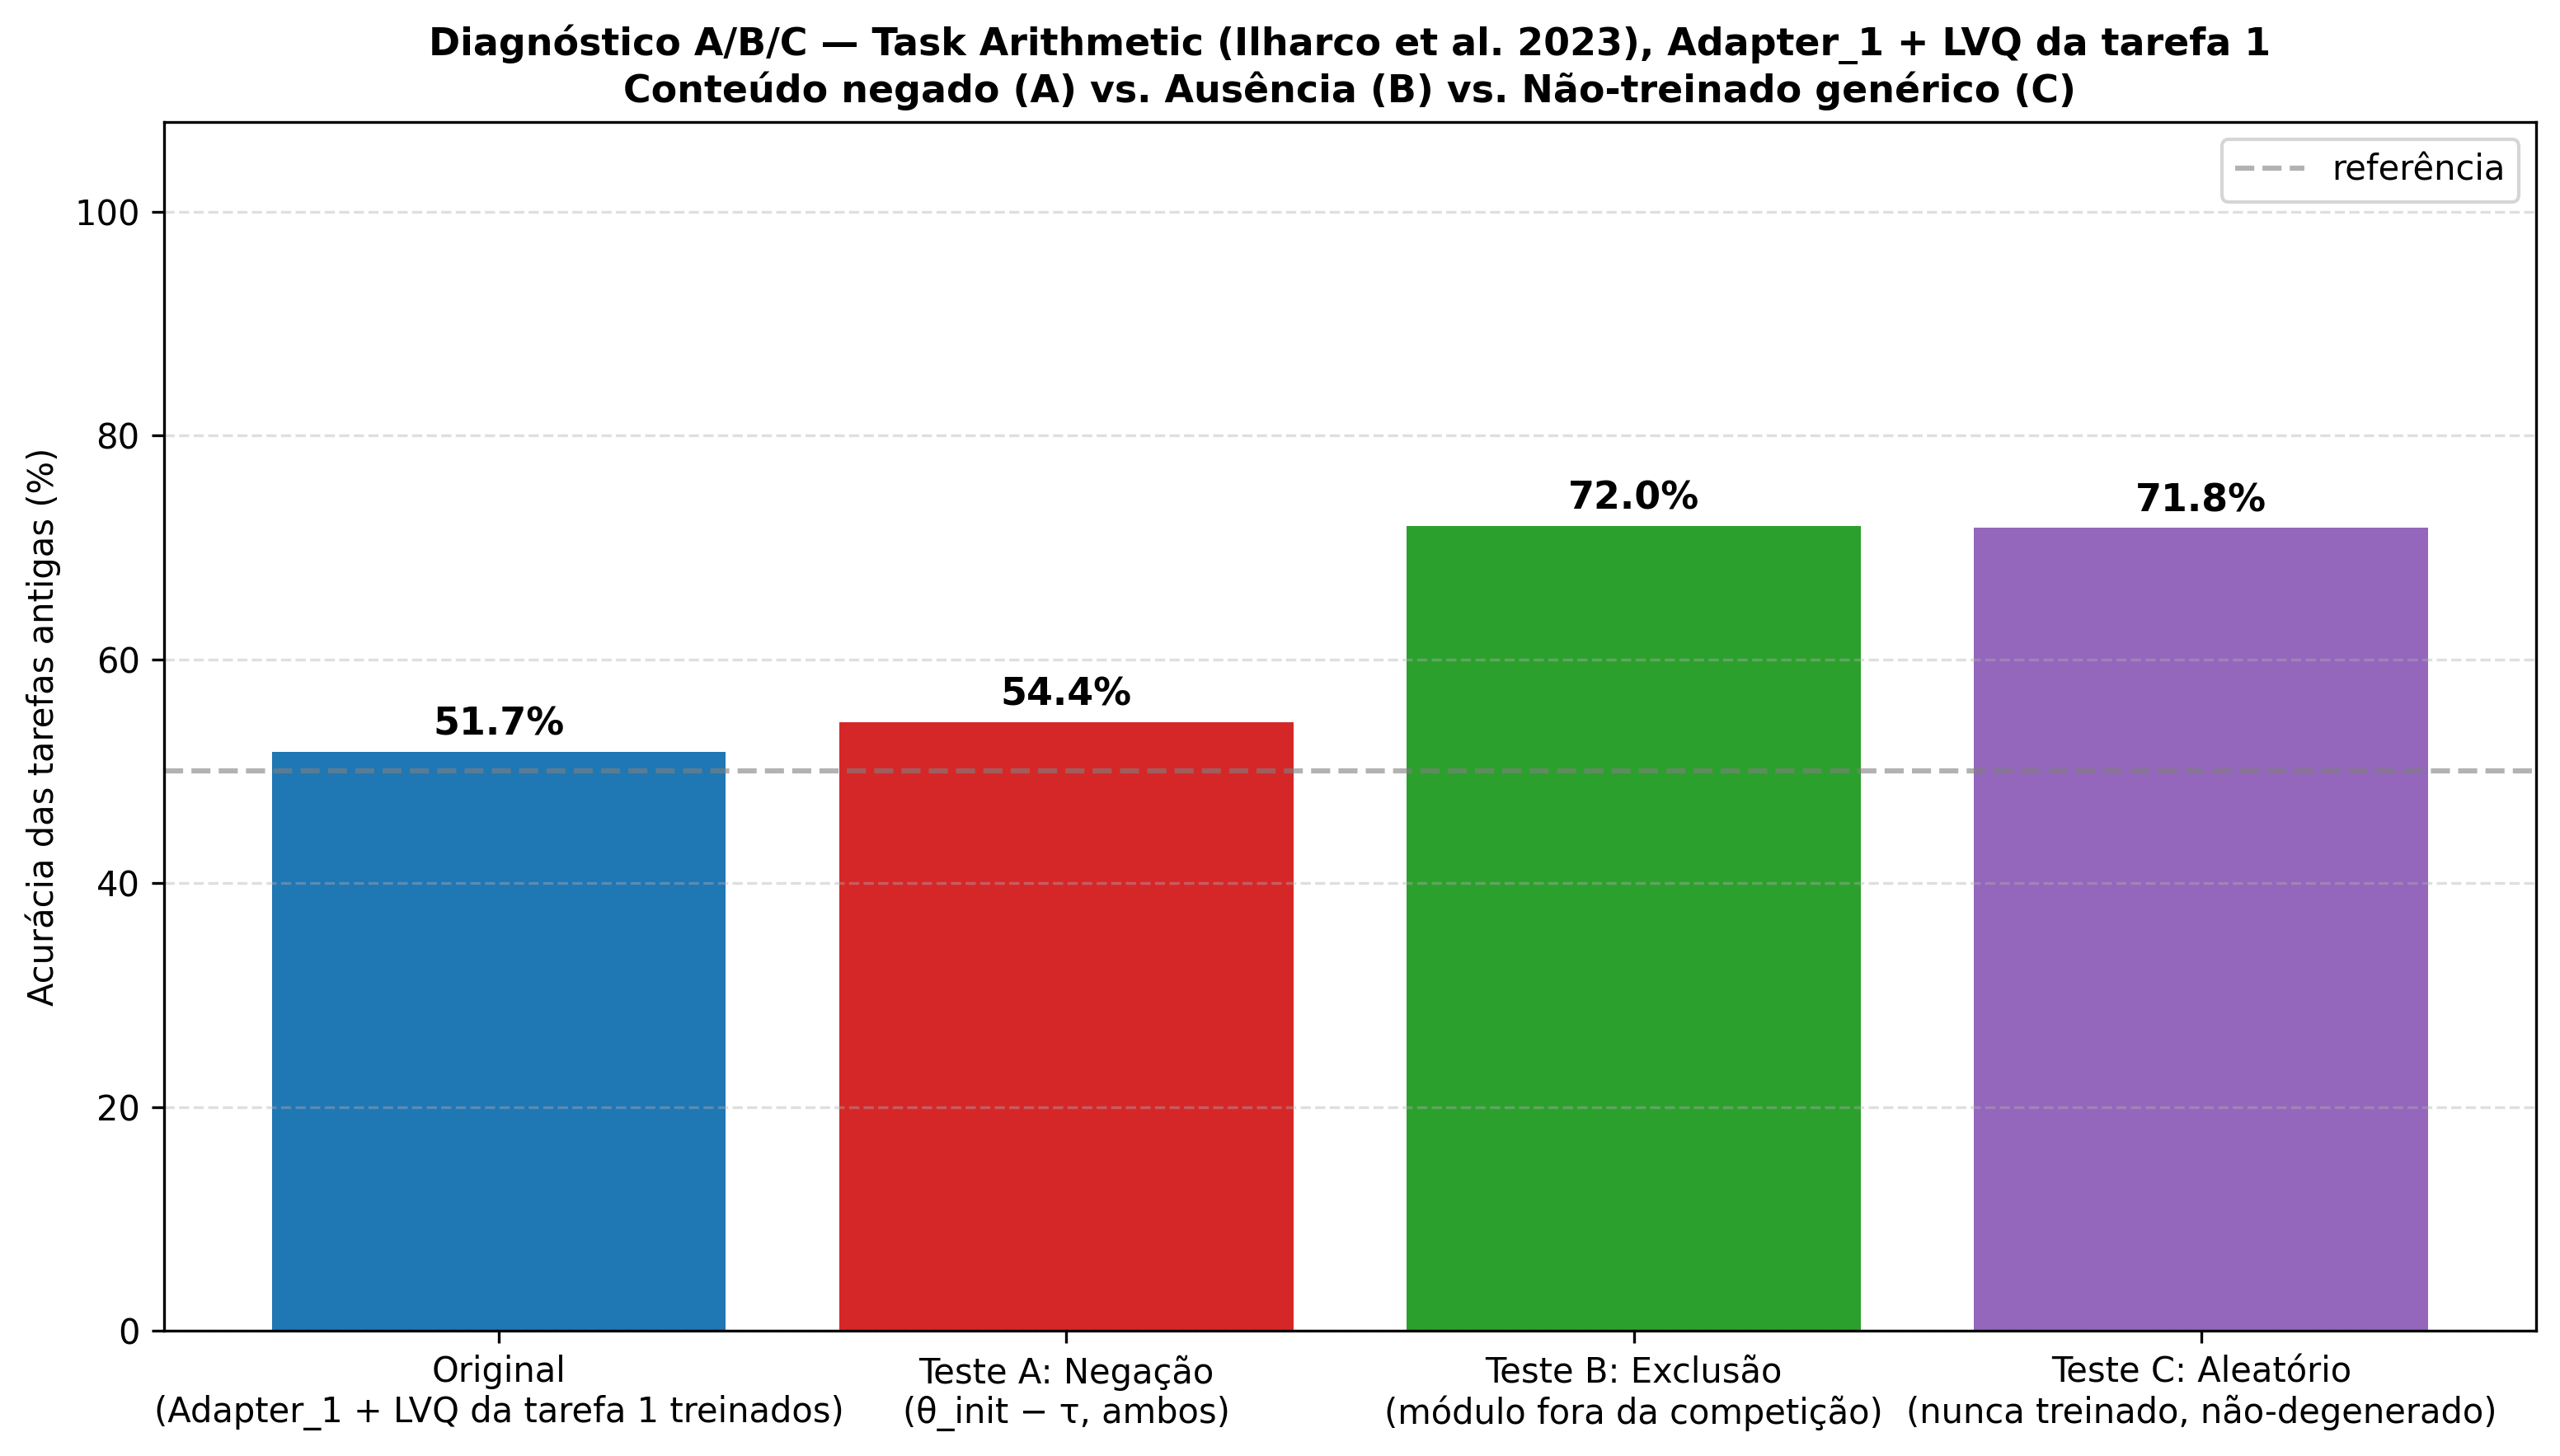 Diagnóstico A/B/C — Task Arithmetic (Ilharco et al. 2023), Adapter_1 + LVQ da tarefa 1
Conteúdo negado (A) vs. Ausência (B) vs. Não-treinado genérico (C)
referência
Acurácia das tarefas antigas (%)
100
80
60
40
20
0
51.7%
54.4%
72.0%
71.8%
Original
(Adapter_1 + LVQ da tarefa 1 treinados)
Teste A: Negação
(θ_init − τ, ambos)
Teste B: Exclusão
(módulo fora da competição)
Teste C: Aleatório
(nunca treinado, não-degenerado)